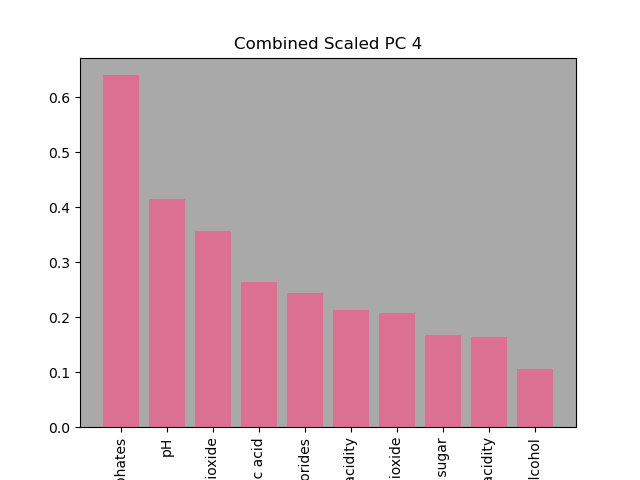 Combined Scaled PC 4
0.6
0.5
0.4
0.3
0.2
0.1
0.0
phates
pH
ioxide
c acid
orides
acidity
ioxide
sugar
acidity
lcohol